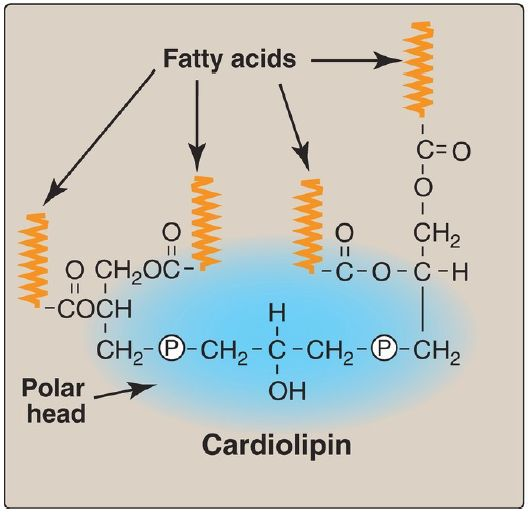 Fatty acids
C=O
O
CH2
O
O
O CH2OC-
-C-O-C-H
-COCH
H
CH2-P-CH2-C-CH2-P-CH2
OH
Polar
head
Cardiolipin